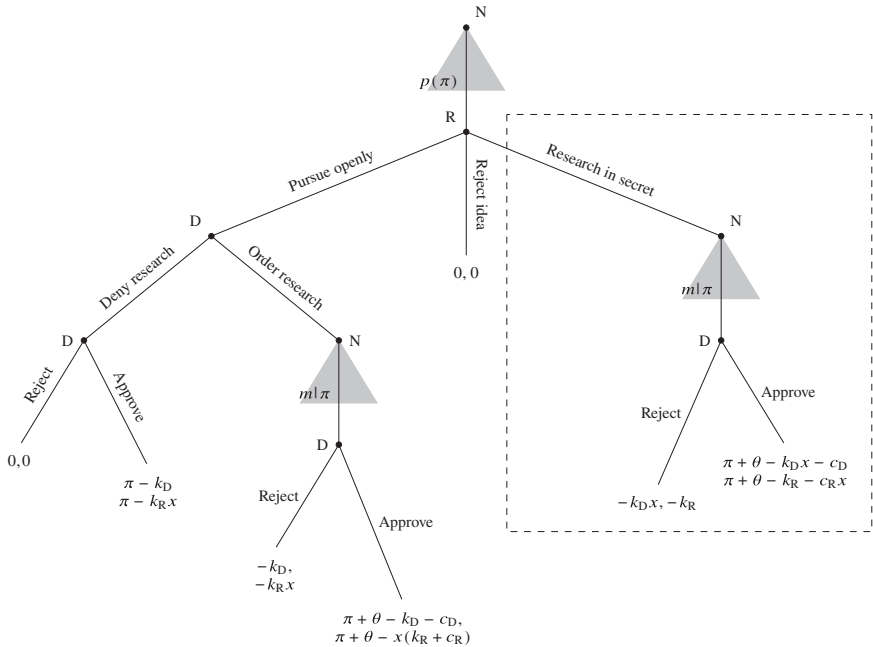 N
p(π)
R
Pursue openly
Reject idea
Research in secret
D
N
Deny research
Order research
0, 0
m|π
D
N
D
Reject
Approve
m|π
Reject
Approve
D
0,0
π − k_D
π − k_R x
π + θ − k_D x − c_D
π + θ − k_R − c_R x
Reject
Approve
−k_D x, −k_R
−k_D,
−k_R x
π + θ − k_D − c_D,
π + θ − x(k_R + c_R)